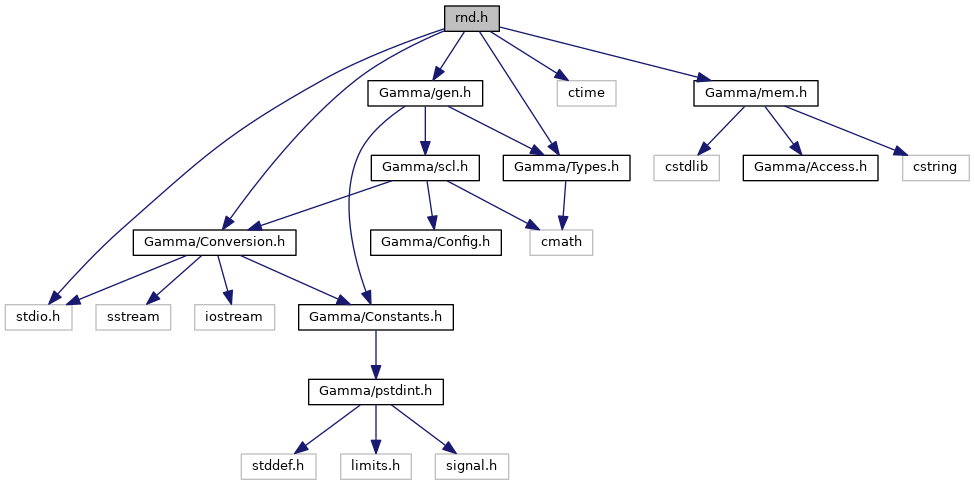 rnd.h
Gamma/gen.h
ctime
Gamma/mem.h
Gamma/scl.h
Gamma/Types.h
cstdlib
Gamma/Access.h
cstring
Gamma/Conversion.h
Gamma/Config.h
cmath
stdio.h
sstream
iostream
Gamma/Constants.h
Gamma/pstdint.h
stddef.h
limits.h
signal.h